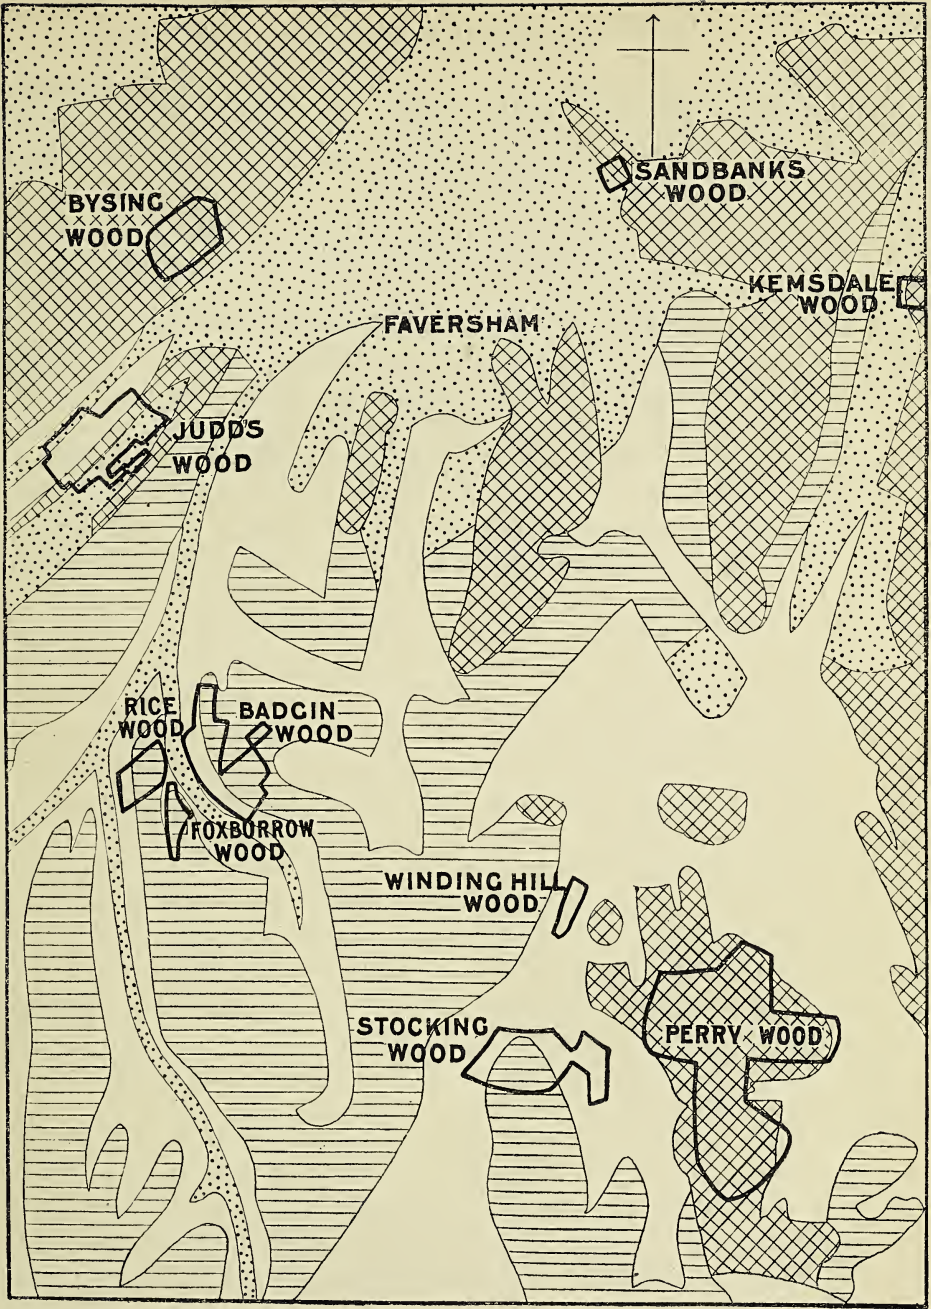 SANDBANKS
WOOD
BYSING
WOOD
KEMSDALE
WOOD
FAVERSHAM
JUDD'S
WOOD
RICE
WOOD
BADGIN
WOOD
FOXBURROW
WOOD
WINDING HILL
WOOD
STOCKING
WOOD
PERRY WOOD